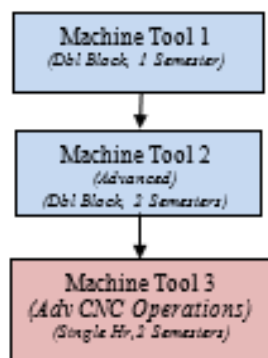 Machine Tool 1
(Dbl Block, 1 Semester)
Machine Tool 2
(Advanced)
(Dbl Block, 2 Semesters)
Machine Tool 3
(Adv CNC Operations)
(Single Hr, 2 Semesters)